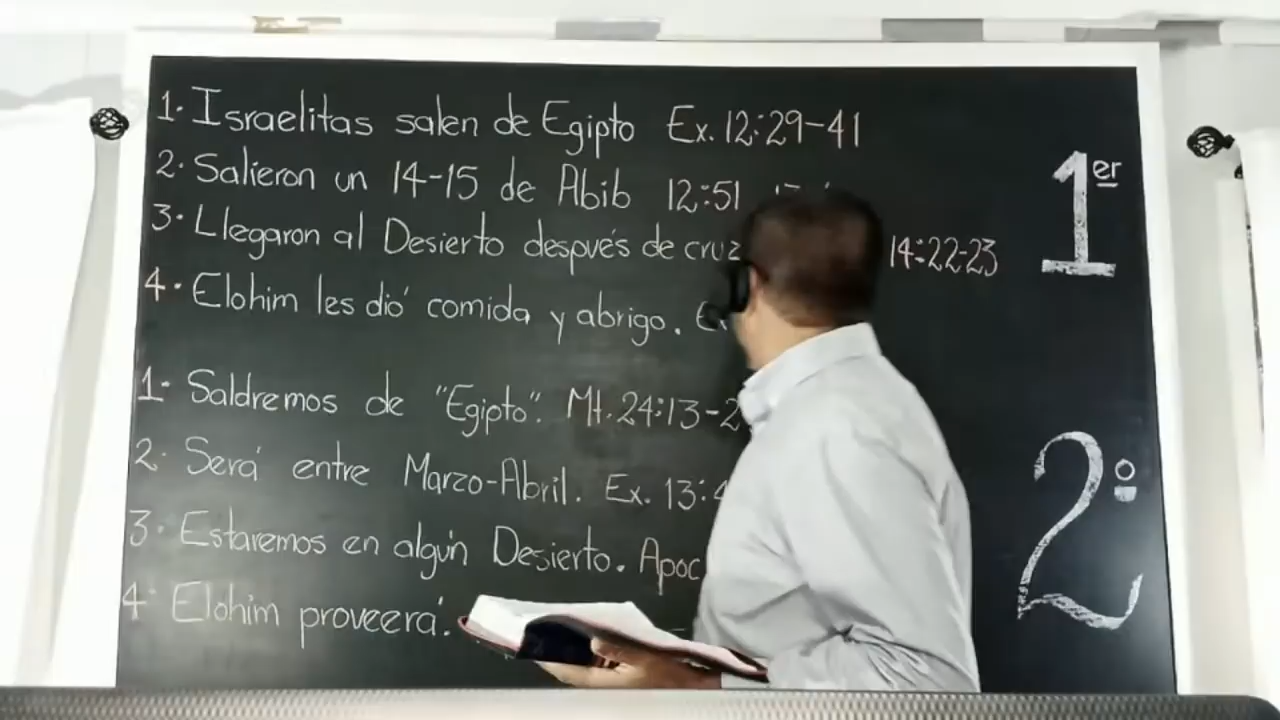 1. Israelitas salen de Egipto Ex. 12:29-41
1er
2. Salieron un 14-15 de Abib 12:51
3. Llegaron al Desierto después de 14:22-23
4. Elohim les dió comida y abrigo.
1- Saldremos de "Egipto". Mt. 24:13-2
2. Será entre Marzo-Abril. Ex. 13:4
2º
3. Estaremos en algún Desierto. Apoc
4. Elohim proveerá.